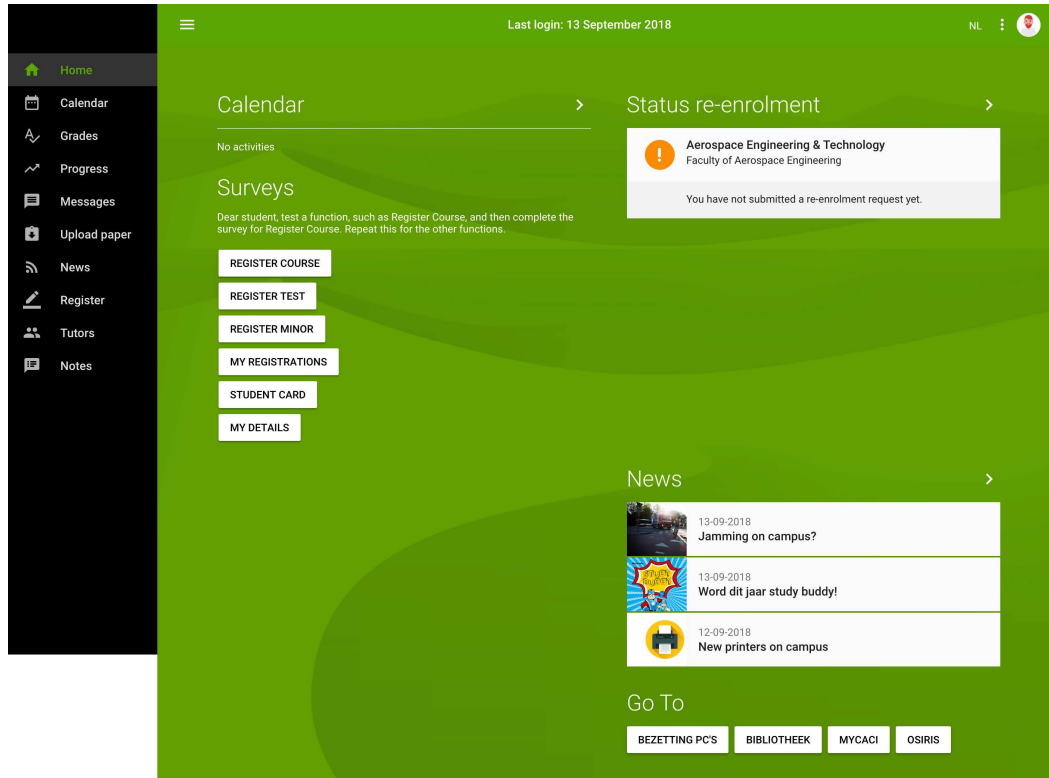 Last login: 13 September 2018
NL
Home
Calendar
Grades
Progress
Messages
Upload paper
News
Register
Tutors
Notes
Calendar
No activities
Surveys
Dear student, test a function, such as Register Course, and then complete the
survey for Register Course. Repeat this for the other functions.
REGISTER COURSE
REGISTER TEST
REGISTER MINOR
MY REGISTRATIONS
STUDENT CARD
MY DETAILS
Status re-enrolment
Aerospace Engineering & Technology
Faculty of Aerospace Engineering
You have not submitted a re-enrolment request yet.
News
13-09-2018
Jamming on campus?
13-09-2018
Word dit jaar study buddy!
12-09-2018
New printers on campus
Go To
BEZETTING PC'S
BIBLIOTHEEK
MYCACI
OSIRIS